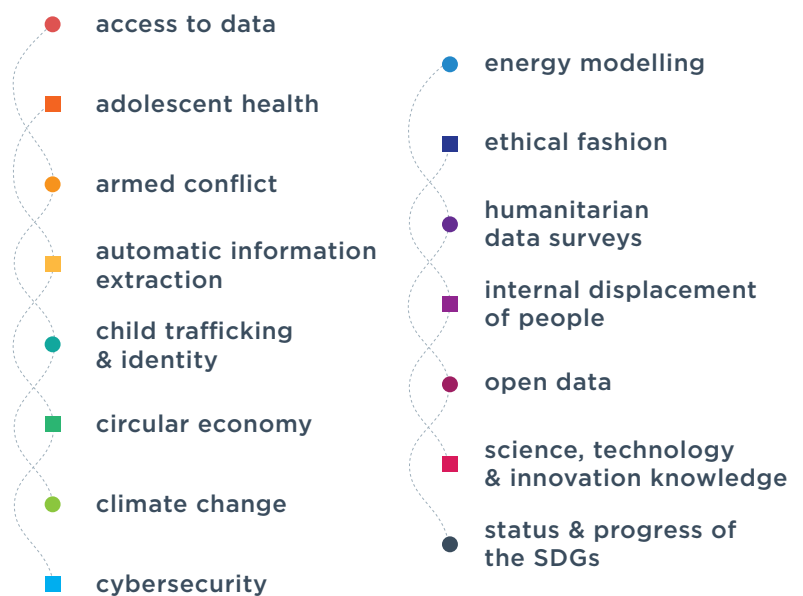 access to data
adolescent health
armed conflict
automatic information
extraction
child trafficking
& identity
circular economy
climate change
cybersecurity
energy modelling
ethical fashion
humanitarian
data surveys
internal displacement
of people
open data
science, technology
& innovation knowledge
status & progress of
the SDGs